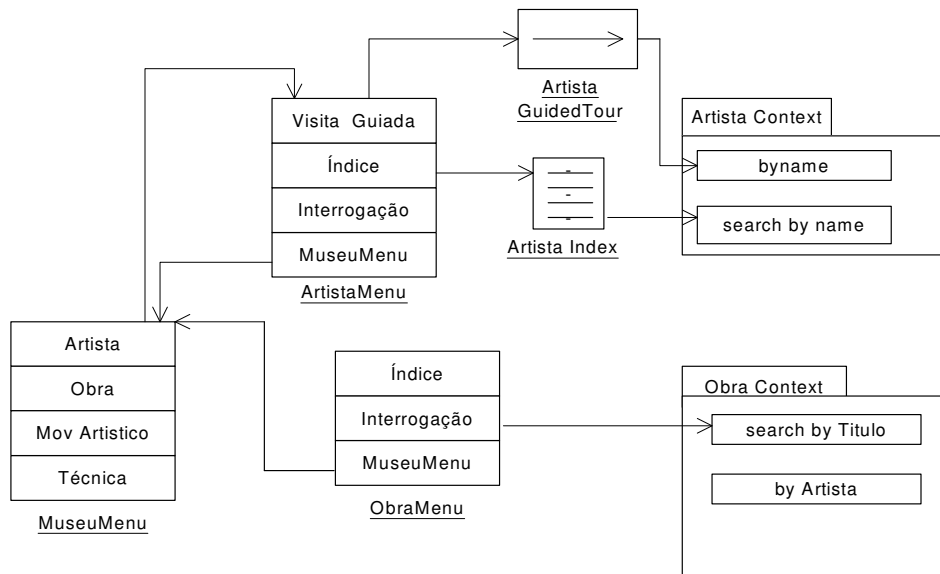 Artista
GuidedTour
Visita Guiada
Índice
Interrogação
MuseuMenu
ArtistaMenu
Artista Index
Artista Context
byname
search by name
Artista
Obra
Mov Artistico
Técnica
MuseuMenu
Índice
Interrogação
MuseuMenu
ObraMenu
Obra Context
search by Titulo
by Artista